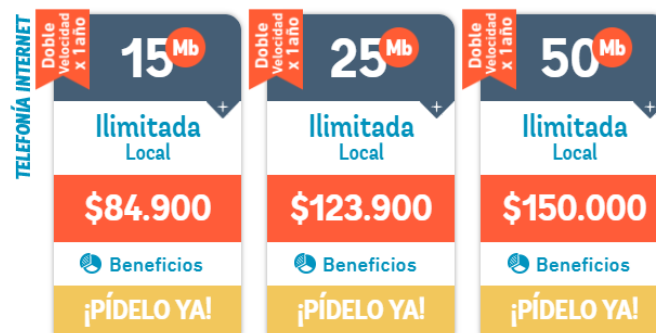 TELEFONÍA INTERNET
Doble
Velocidad
x 1 año
15 Mb
+
Ilimitada
Local
$84.900
Beneficios
¡PÍDELO YA!
Doble
Velocidad
x 1 año
25 Mb
+
Ilimitada
Local
$123.900
Beneficios
¡PÍDELO YA!
Doble
Velocidad
x 1 año
50 Mb
+
Ilimitada
Local
$150.000
Beneficios
¡PÍDELO YA!